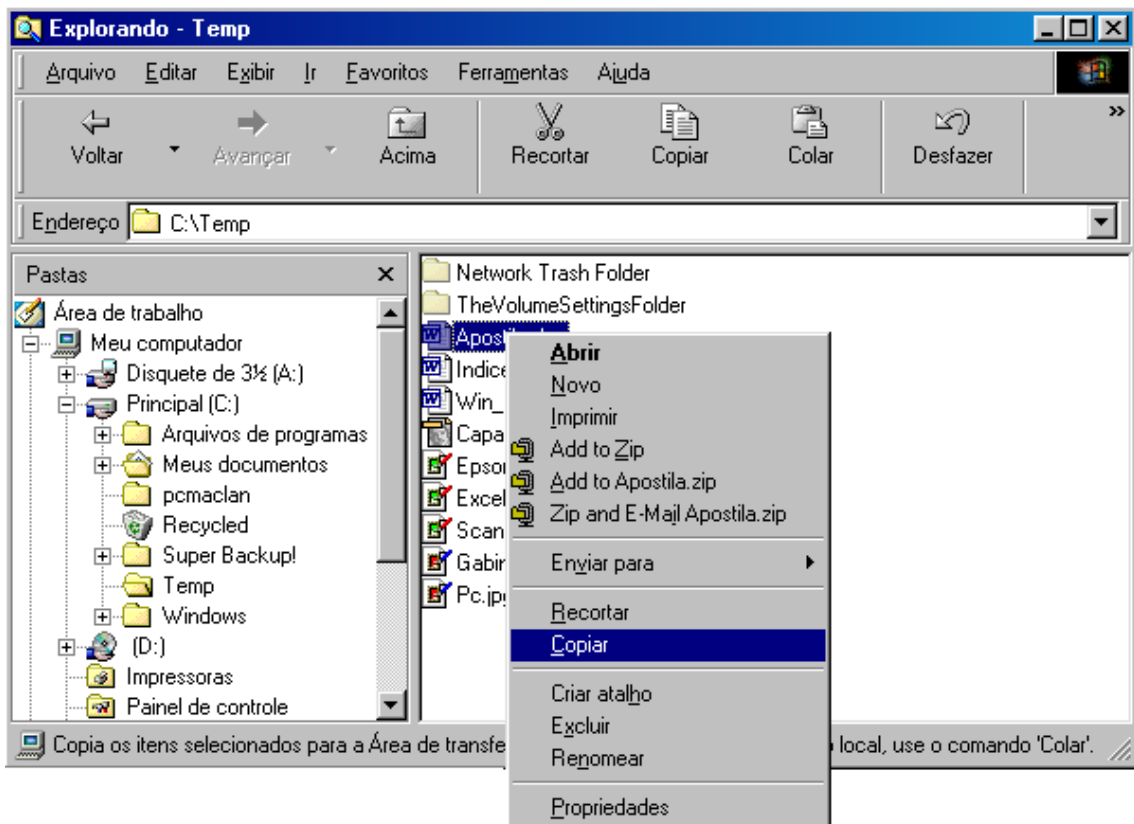 Explorando - Temp
Arquivo Editar Exibir Ir Favoritos Ferramentas Ajuda
Voltar Avançar Acima Recortar Copiar Colar Desfazer »
Endereço C:\Temp
Pastas
Área de trabalho
Meu computador
Disquete de 3½ (A:)
Principal (C:)
Arquivos de programas
Meus documentos
pcmaclan
Recycled
Super Backup!
Temp
Windows
(D:)
Impressoras
Painel de controle
Network Trash Folder
TheVolumeSettingsFolder
Indice
Win_
Capa
Excel
Scan
Pc.jp
Abrir
Novo
Imprimir
Add to Zip
Add to Apostila.zip
Zip and E-Mail Apostila.zip
Enviar para
Recortar
Copiar
Criar atalho
Excluir
Renomear
Propriedades
Copia os itens selecionados para a Área de transfe local, use o comando 'Colar'.